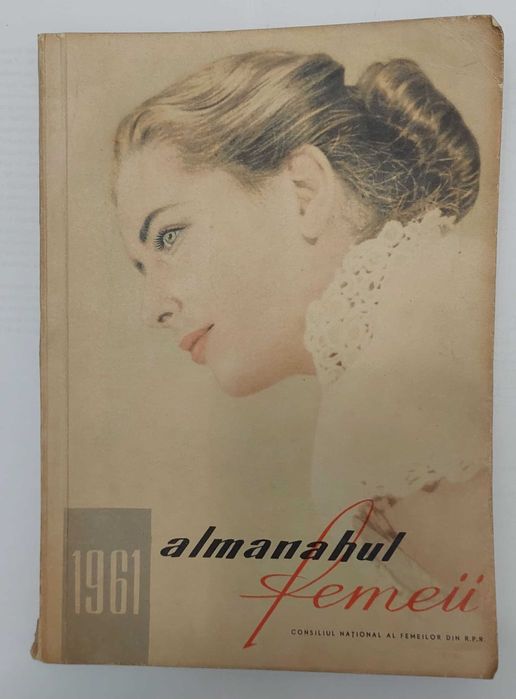 1961
almanahul
femeii
CONSILIUL NAȚIONAL AL FEMEILOR DIN R.P.R.